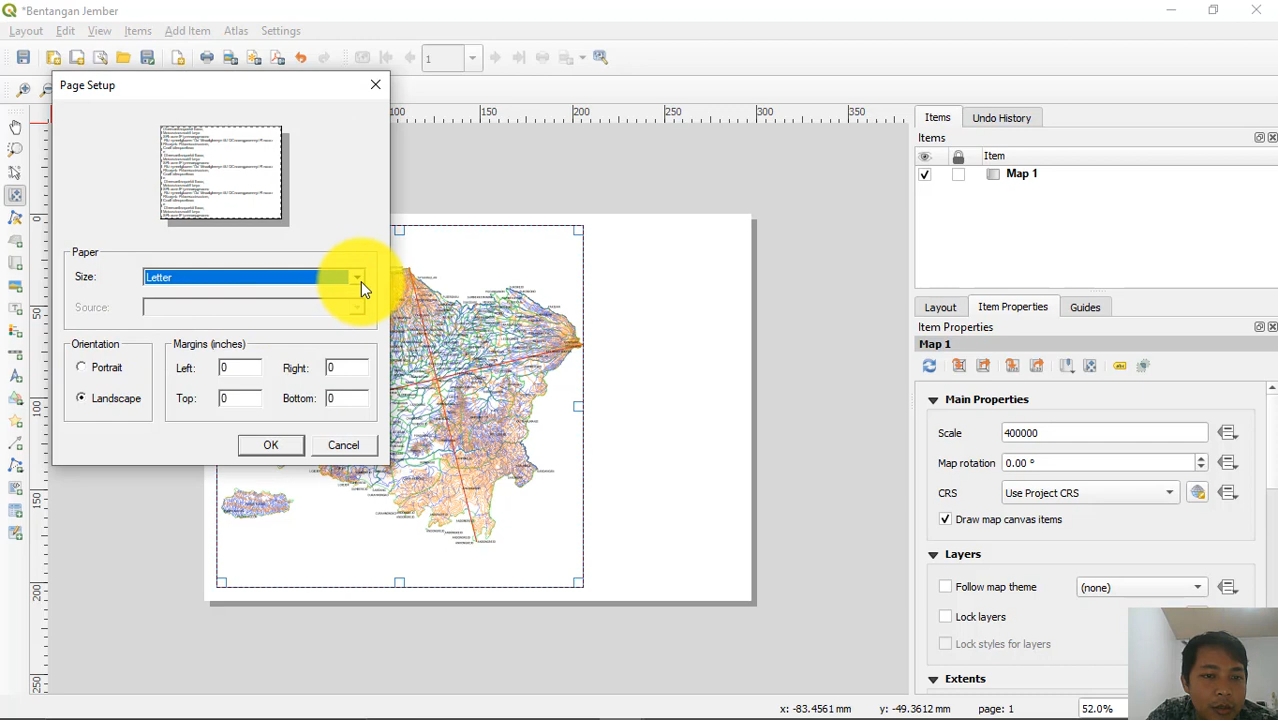 *Bentangan Jember
Layout Edit View Items Add Item Atlas Settings
1
Page Setup
Paper
Size: Letter
Source:
Orientation
Portrait
Landscape
Margins (inches)
Left: 0 Right: 0
Top: 0 Bottom: 0
OK Cancel
100 150 200 250 300 350
0
50
100
150
200
250
Items Undo History
Items
Item
Map 1
Layout Item Properties Guides
Item Properties
Map 1
Main Properties
Scale 400000
Map rotation 0.00 °
CRS Use Project CRS
Draw map canvas items
Layers
Follow map theme (none)
Lock layers
Lock styles for layers
Extents
x: -83.4561 mm y: -49.3612 mm page: 1 52.0%